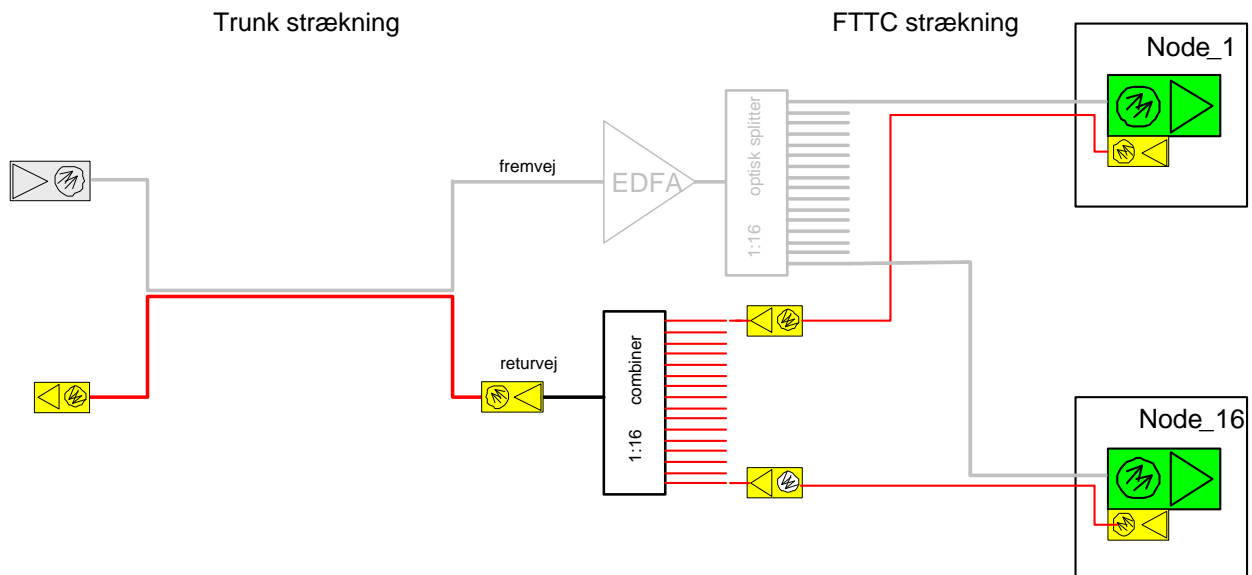 Trunk strækning
FTTC strækning
Node_1
fremvej
EDFA
1:16 optisk splitter
returvej
1:16 combiner
Node_16